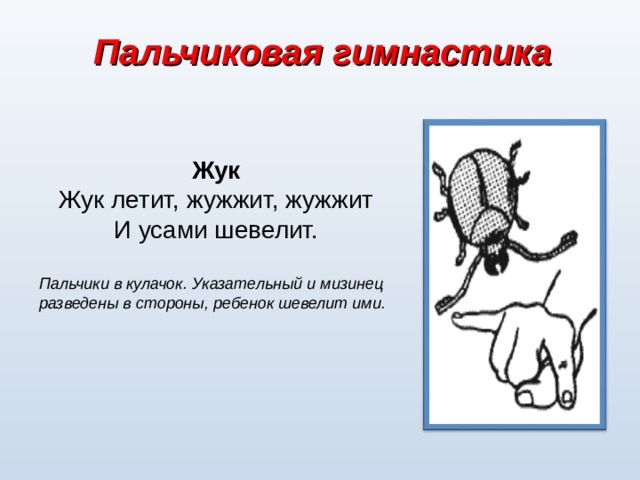 Пальчиковая гимнастика
Жук
Жук летит, жужжит, жужжит
И усами шевелит.
Пальчики в кулачок. Указательный и мизинец
разведены в стороны, ребенок шевелит ими.